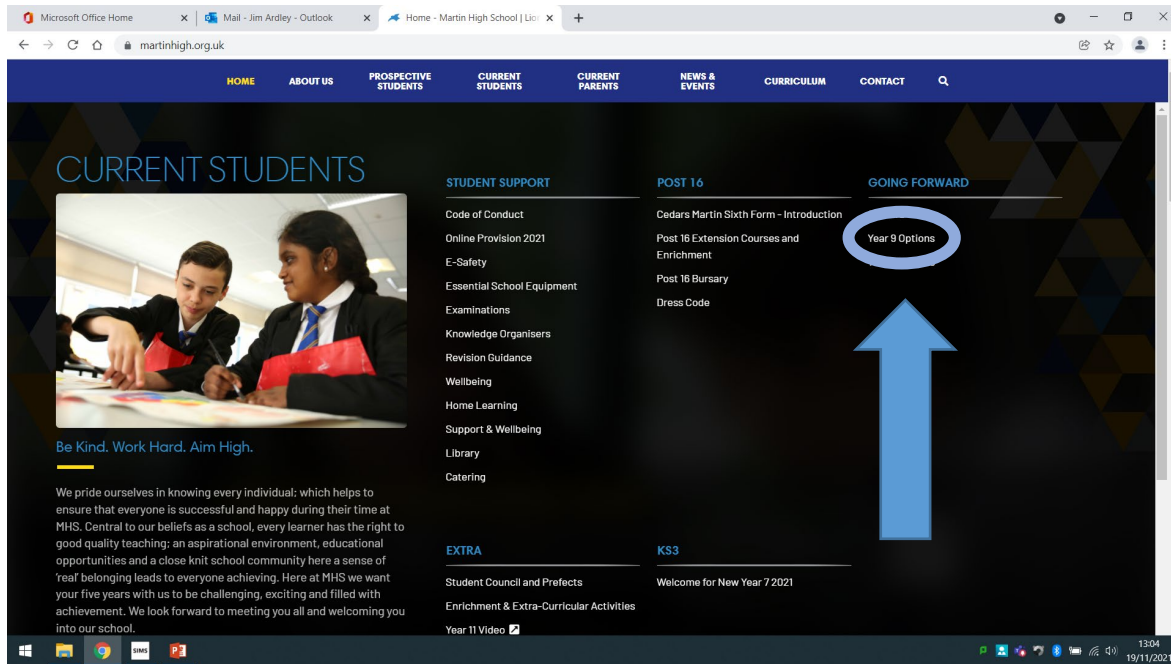 Microsoft Office Home
Mail - Jim Ardley - Outlook
Home - Martin High School | Lio
martinhigh.org.uk
HOME
ABOUT US
PROSPECTIVE
STUDENTS
CURRENT
STUDENTS
CURRENT
PARENTS
NEWS &
EVENTS
CURRICULUM
CONTACT
CURRENT STUDENTS
Be Kind. Work Hard. Aim High.
We pride ourselves in knowing every individual; which helps to
ensure that everyone is successful and happy during their time at
MHS. Central to our beliefs as a school, every learner has the right to
good quality teaching; an aspirational environment, educational
opportunities and a close knit school community here a sense of
'real' belonging leads to everyone achieving. Here at MHS we want
your five years with us to be challenging, exciting and filled with
achievement. We look forward to meeting you all and welcoming you
into our school.
STUDENT SUPPORT
Code of Conduct
Online Provision 2021
E-Safety
Essential School Equipment
Examinations
Knowledge Organisers
Revision Guidance
Wellbeing
Home Learning
Support & Wellbeing
Library
Catering
POST 16
Cedars Martin Sixth Form - Introduction
Post 16 Extension Courses and
Enrichment
Post 16 Bursary
Dress Code
GOING FORWARD
Year 9 Options
EXTRA
Student Council and Prefects
Enrichment & Extra-Curricular Activities
Year 11 Video
KS3
Welcome for New Year 7 2021
SIMS
13:04
19/11/2021